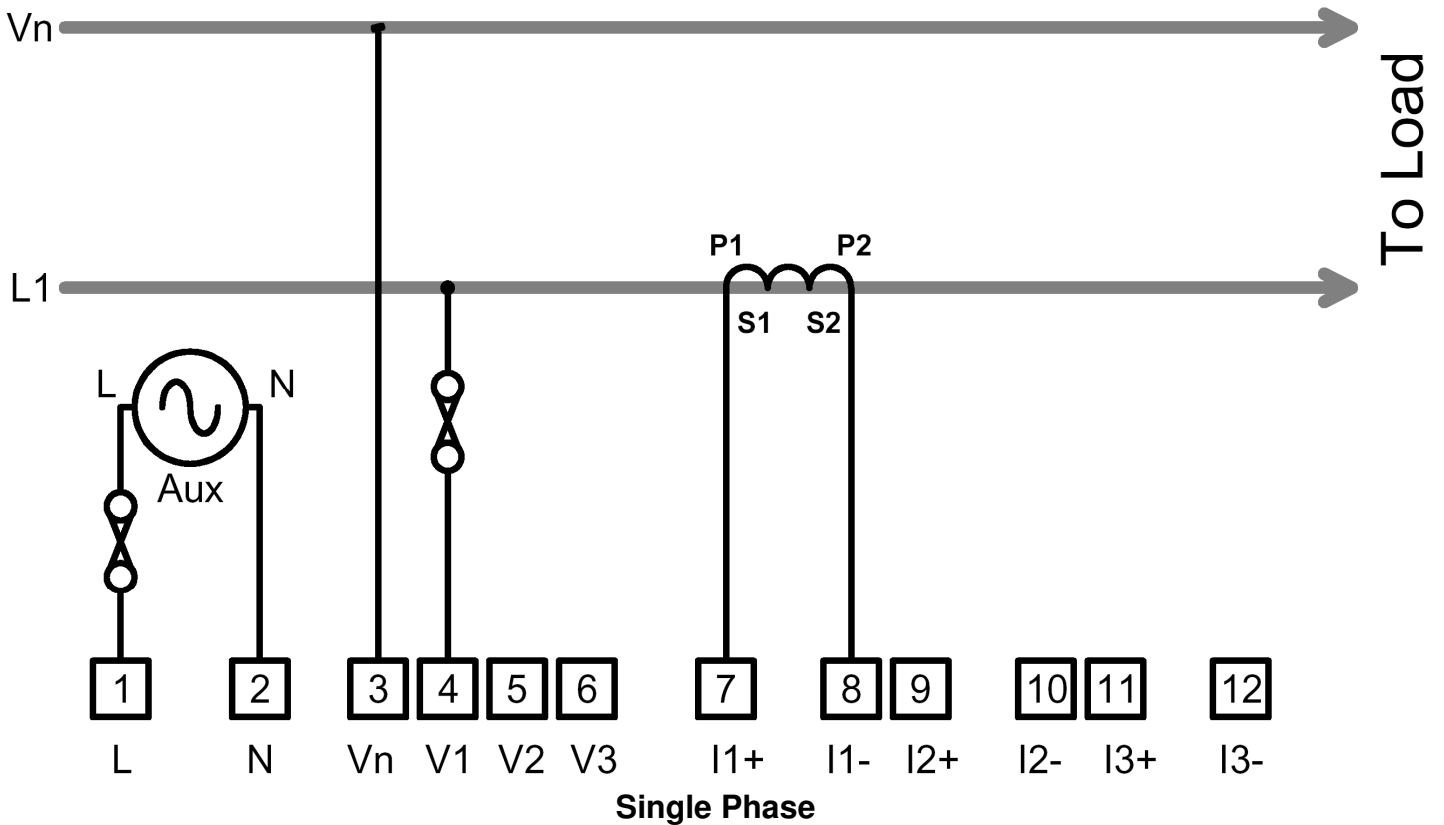 Vn
To Load
P1 P2
L1
S1 S2
L N
Aux
1 2 3 4 5 6 7 8 9 10 11 12
L N Vn V1 V2 V3 I1+ I1- I2+ I2- I3+ I3-
Single Phase